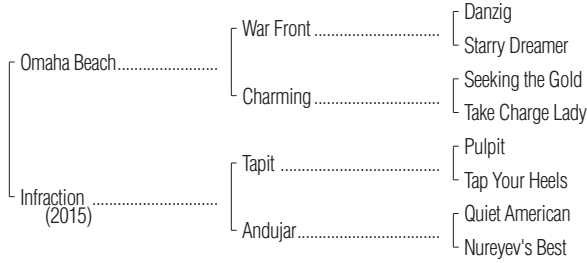 Danzig
War Front
Starry Dreamer
Omaha Beach
Seeking the Gold
Charming
Take Charge Lady
Pulpit
Tapit
Tap Your Heels
Infraction
(2015)
Quiet American
Andujar
Nureyev's Best